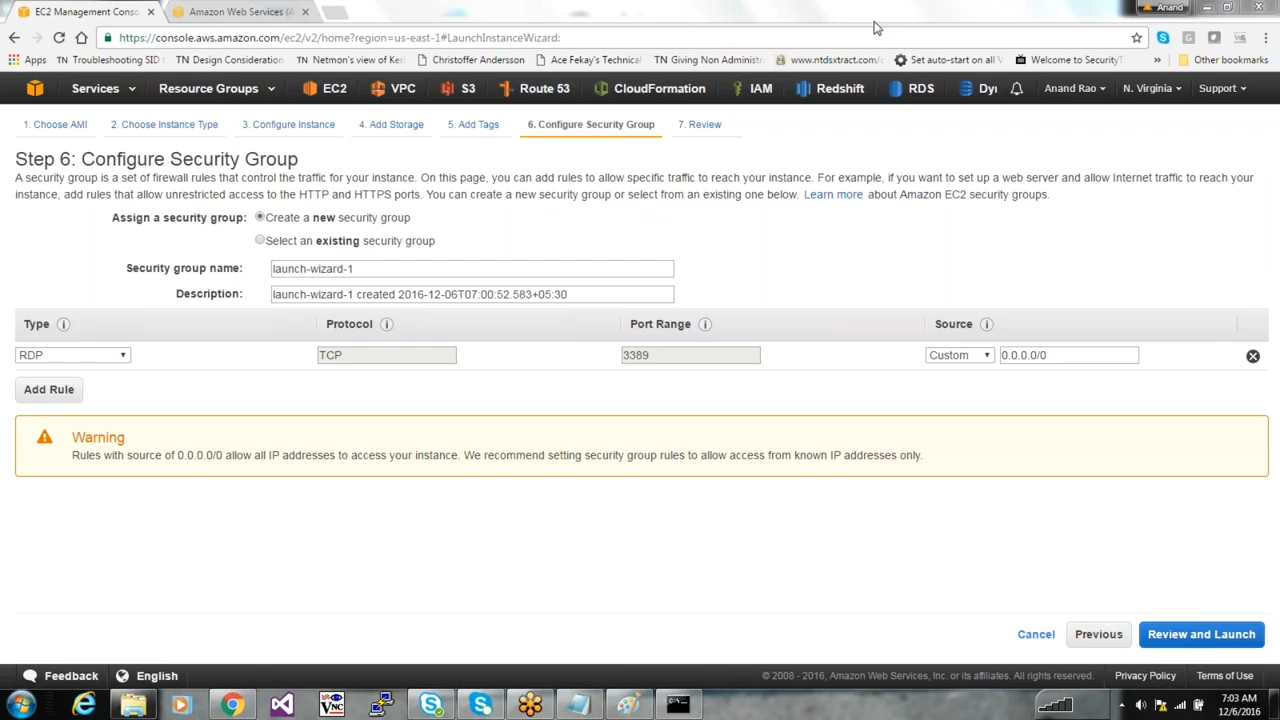 EC2 Management Conso
Amazon Web Services (A
Anand
https://console.aws.amazon.com/ec2/v2/home?region=us-east-1#LaunchInstanceWizard:
Apps TN Troubleshooting SID TN Design Consideration TN Netmon's view of Ker Christoffer Andersson Ace Fekay's Technical TN Giving Non Administr www.ntdsxtract.com/ Set auto-start on all V Welcome to SecurityT » Other bookmarks
Services Resource Groups EC2 VPC S3 Route 53 CloudFormation IAM Redshift RDS Dyn Anand Rao N. Virginia Support
1. Choose AMI 2. Choose Instance Type 3. Configure Instance 4. Add Storage 5. Add Tags 6. Configure Security Group 7. Review
Step 6: Configure Security Group
A security group is a set of firewall rules that control the traffic for your instance. On this page, you can add rules to allow specific traffic to reach your instance. For example, if you want to set up a web server and allow Internet traffic to reach your
instance, add rules that allow unrestricted access to the HTTP and HTTPS ports. You can create a new security group or select from an existing one below. Learn more about Amazon EC2 security groups.
Assign a security group: Create a new security group
Select an existing security group
Security group name: launch-wizard-1
Description: launch-wizard-1 created 2016-12-06T07:00:52.583+05:30
Type i Protocol i Port Range i Source i
RDP TCP 3389 Custom 0.0.0.0/0
Add Rule
Warning
Rules with source of 0.0.0.0/0 allow all IP addresses to access your instance. We recommend setting security group rules to allow access from known IP addresses only.
Cancel Previous Review and Launch
Feedback English © 2008 - 2016, Amazon Web Services, Inc. or its affiliates. All rights reserved. Privacy Policy Terms of Use
7:03 AM
12/6/2016